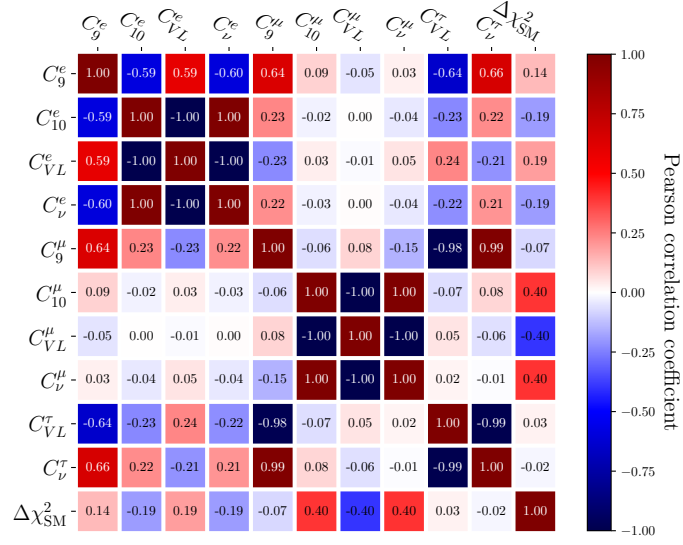 C_9^e C_10^e C_VL^e C_ν^e C_9^μ C_10^μ C_VL^μ C_ν^μ C_VL^τ C_ν^τ Δχ_SM^2
C_9^e 1.00 -0.59 0.59 -0.60 0.64 0.09 -0.05 0.03 -0.64 0.66 0.14
C_10^e -0.59 1.00 -1.00 1.00 0.23 -0.02 0.00 -0.04 -0.23 0.22 -0.19
C_VL^e 0.59 -1.00 1.00 -1.00 -0.23 0.03 -0.01 0.05 0.24 -0.21 0.19
C_ν^e -0.60 1.00 -1.00 1.00 0.22 -0.03 0.00 -0.04 -0.22 0.21 -0.19
C_9^μ 0.64 0.23 -0.23 0.22 1.00 -0.06 0.08 -0.15 -0.98 0.99 -0.07
C_10^μ 0.09 -0.02 0.03 -0.03 -0.06 1.00 -1.00 1.00 -0.07 0.08 0.40
C_VL^μ -0.05 0.00 -0.01 0.00 0.08 -1.00 1.00 -1.00 0.05 -0.06 -0.40
C_ν^μ 0.03 -0.04 0.05 -0.04 -0.15 1.00 -1.00 1.00 0.02 -0.01 0.40
C_VL^τ -0.64 -0.23 0.24 -0.22 -0.98 -0.07 0.05 0.02 1.00 -0.99 0.03
C_ν^τ 0.66 0.22 -0.21 0.21 0.99 0.08 -0.06 -0.01 -0.99 1.00 -0.02
Δχ_SM^2 0.14 -0.19 0.19 -0.19 -0.07 0.40 -0.40 0.40 0.03 -0.02 1.00
1.00
0.75
0.50
0.25
0.00
−0.25
−0.50
−0.75
−1.00
Pearson correlation coefficient